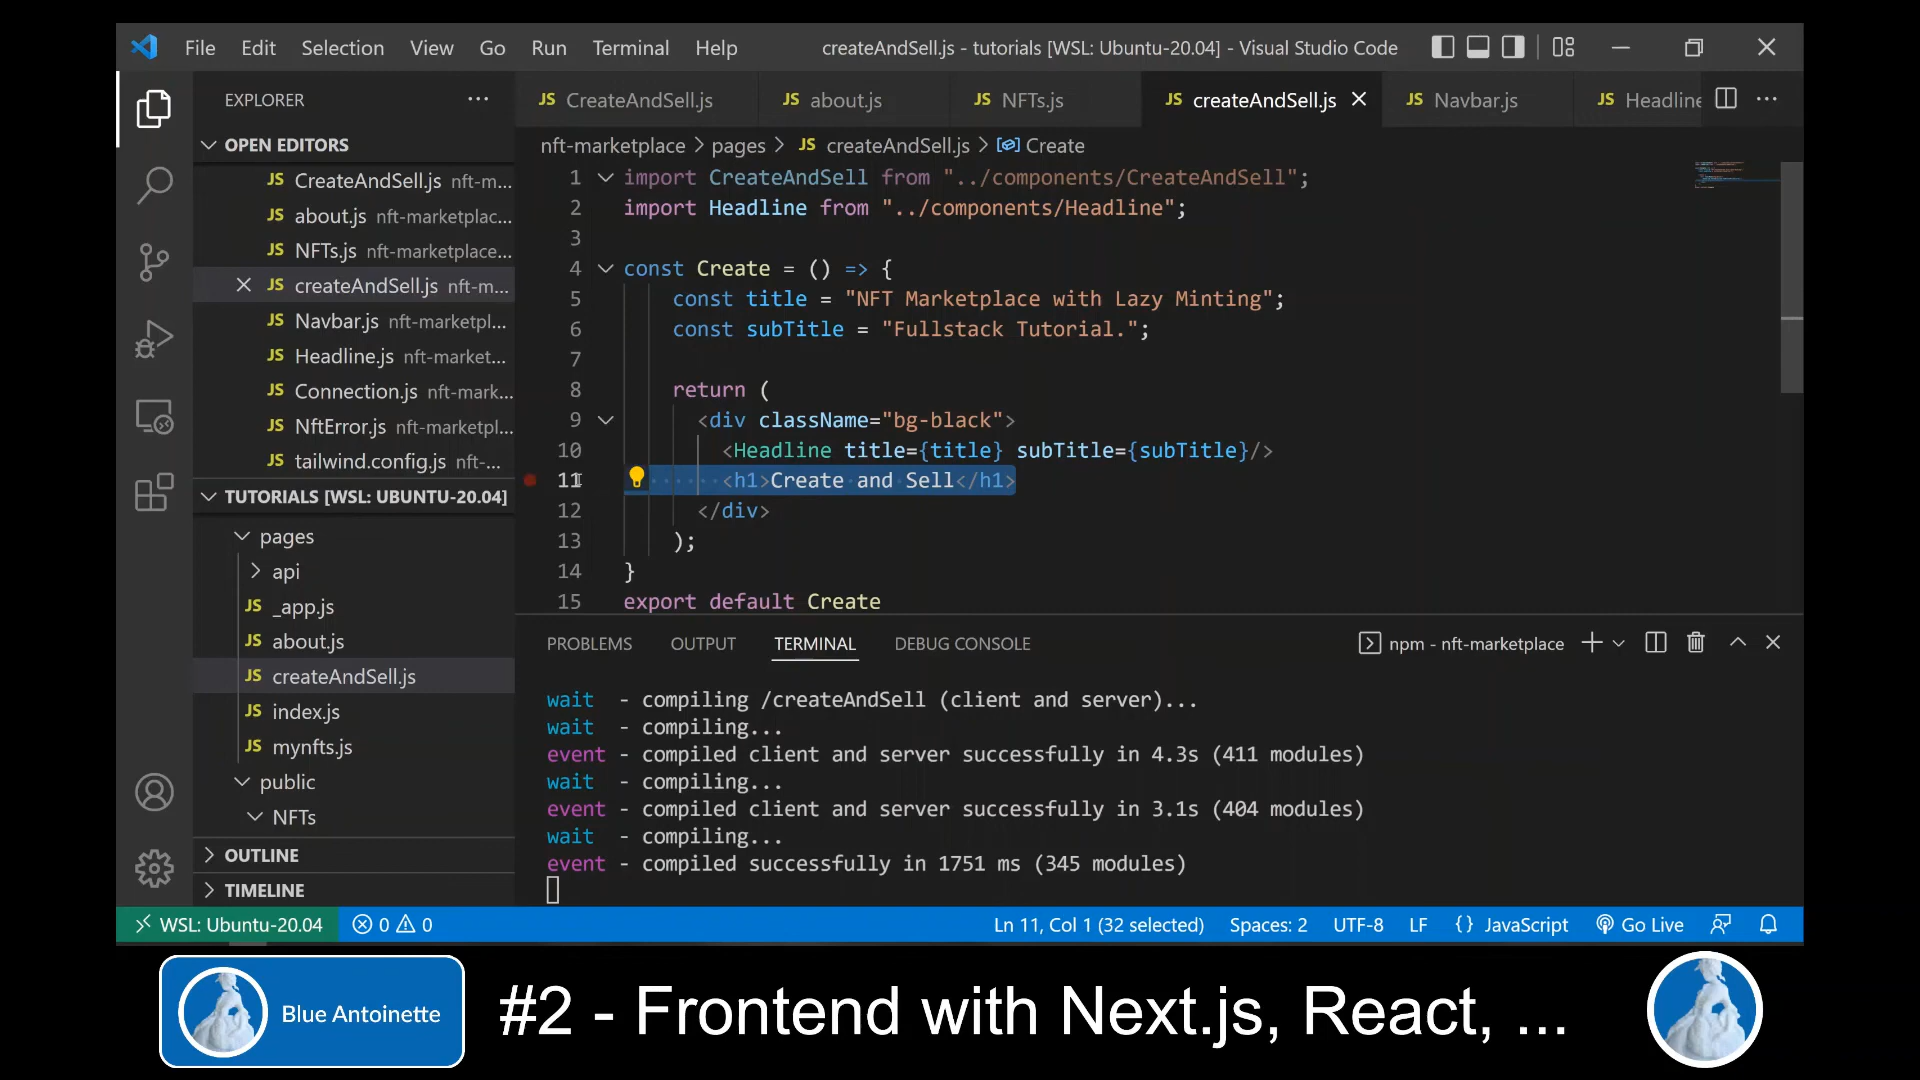 File Edit Selection View Go Run Terminal Help createAndSell.js - tutorials [WSL: Ubuntu-20.04] - Visual Studio Code
EXPLORER
OPEN EDITORS
JS CreateAndSell.js nft-m...
JS about.js nft-marketplac...
JS NFTs.js nft-marketplace...
JS createAndSell.js nft-m...
JS Navbar.js nft-marketpl...
JS Headline.js nft-market...
JS Connection.js nft-mark...
JS NftError.js nft-marketpl...
JS tailwind.config.js nft-...
TUTORIALS [WSL: UBUNTU-20.04]
pages
api
JS _app.js
JS about.js
JS createAndSell.js
JS index.js
JS mynfts.js
public
NFTs
OUTLINE
TIMELINE
JS CreateAndSell.js JS about.js JS NFTs.js JS createAndSell.js JS Navbar.js JS Headline
nft-marketplace > pages > JS createAndSell.js > Create
1 import CreateAndSell from "../components/CreateAndSell";
2 import Headline from "../components/Headline";
3
4 const Create = () => {
5 const title = "NFT Marketplace with Lazy Minting";
6 const subTitle = "Fullstack Tutorial.";
7
8 return (
9 <div className="bg-black">
10 <Headline title={title} subTitle={subTitle}/>
11 <h1>Create and Sell</h1>
12 </div>
13 );
14 }
15 export default Create
PROBLEMS OUTPUT TERMINAL DEBUG CONSOLE npm - nft-marketplace
wait - compiling /createAndSell (client and server)...
wait - compiling...
event - compiled client and server successfully in 4.3s (411 modules)
wait - compiling...
event - compiled client and server successfully in 3.1s (404 modules)
wait - compiling...
event - compiled successfully in 1751 ms (345 modules)
WSL: Ubuntu-20.04 0 0 Ln 11, Col 1 (32 selected) Spaces: 2 UTF-8 LF {} JavaScript Go Live
Blue Antoinette #2 - Frontend with Next.js, React, ...